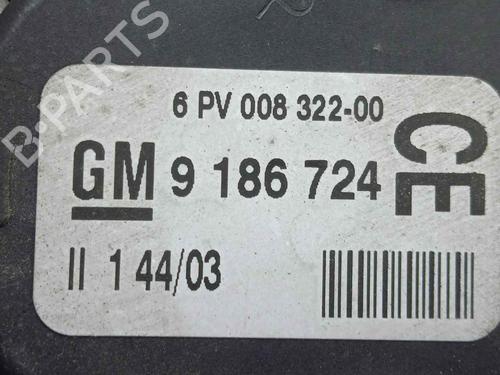 B-PARTS
6 PV 008 322-00
GM 9 186 724
CE
II 1 44/03